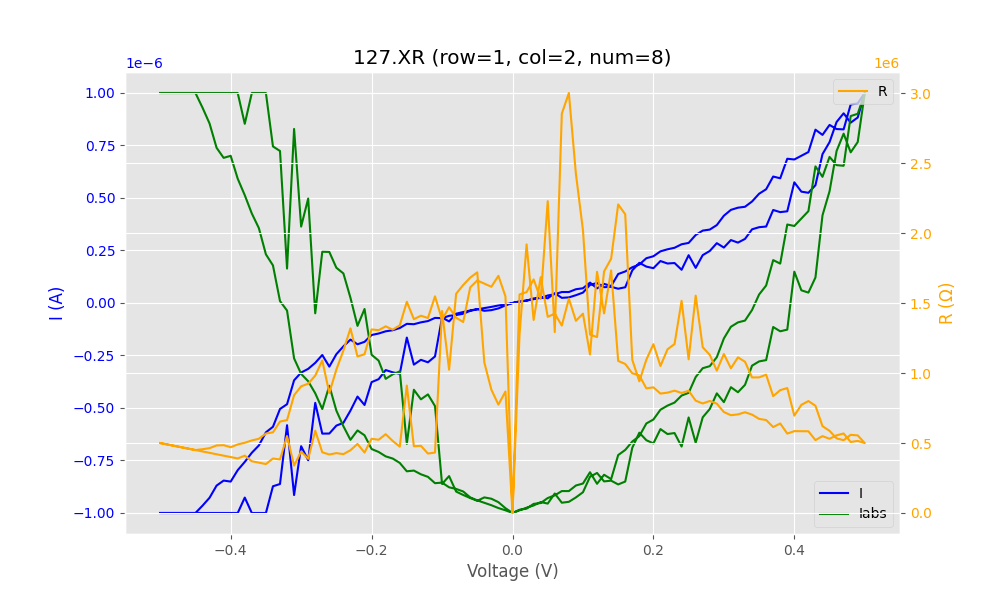 127.XR (row=1, col=2, num=8)
1e−6
1e6
R
1.00
0.75
0.50
0.25
0.00
−0.25
−0.50
−0.75
−1.00
I (A)
3.0
2.5
2.0
1.5
1.0
0.5
0.0
R (Ω)
I
Iabs
−0.4
−0.2
0.0
0.2
0.4
Voltage (V)